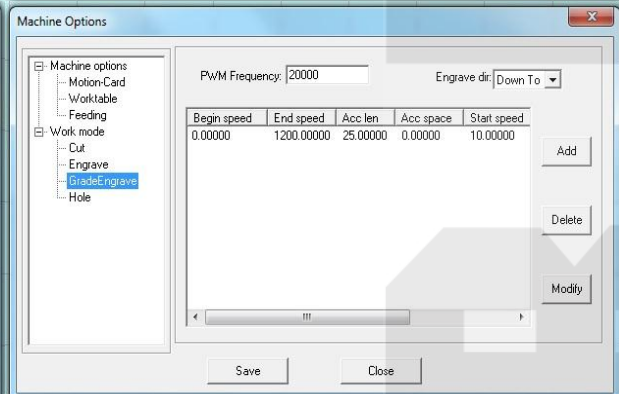 Machine Options
Machine options
Motion-Card
Worktable
Feeding
Work mode
Cut
Engrave
GradeEngrave
Hole
PWM Frequency: 20000
Engrave dir: Down To
Begin speed End speed Acc len Acc space Start speed
0.00000 1200.00000 25.00000 0.00000 10.00000
Add
Delete
Modify
Save Close